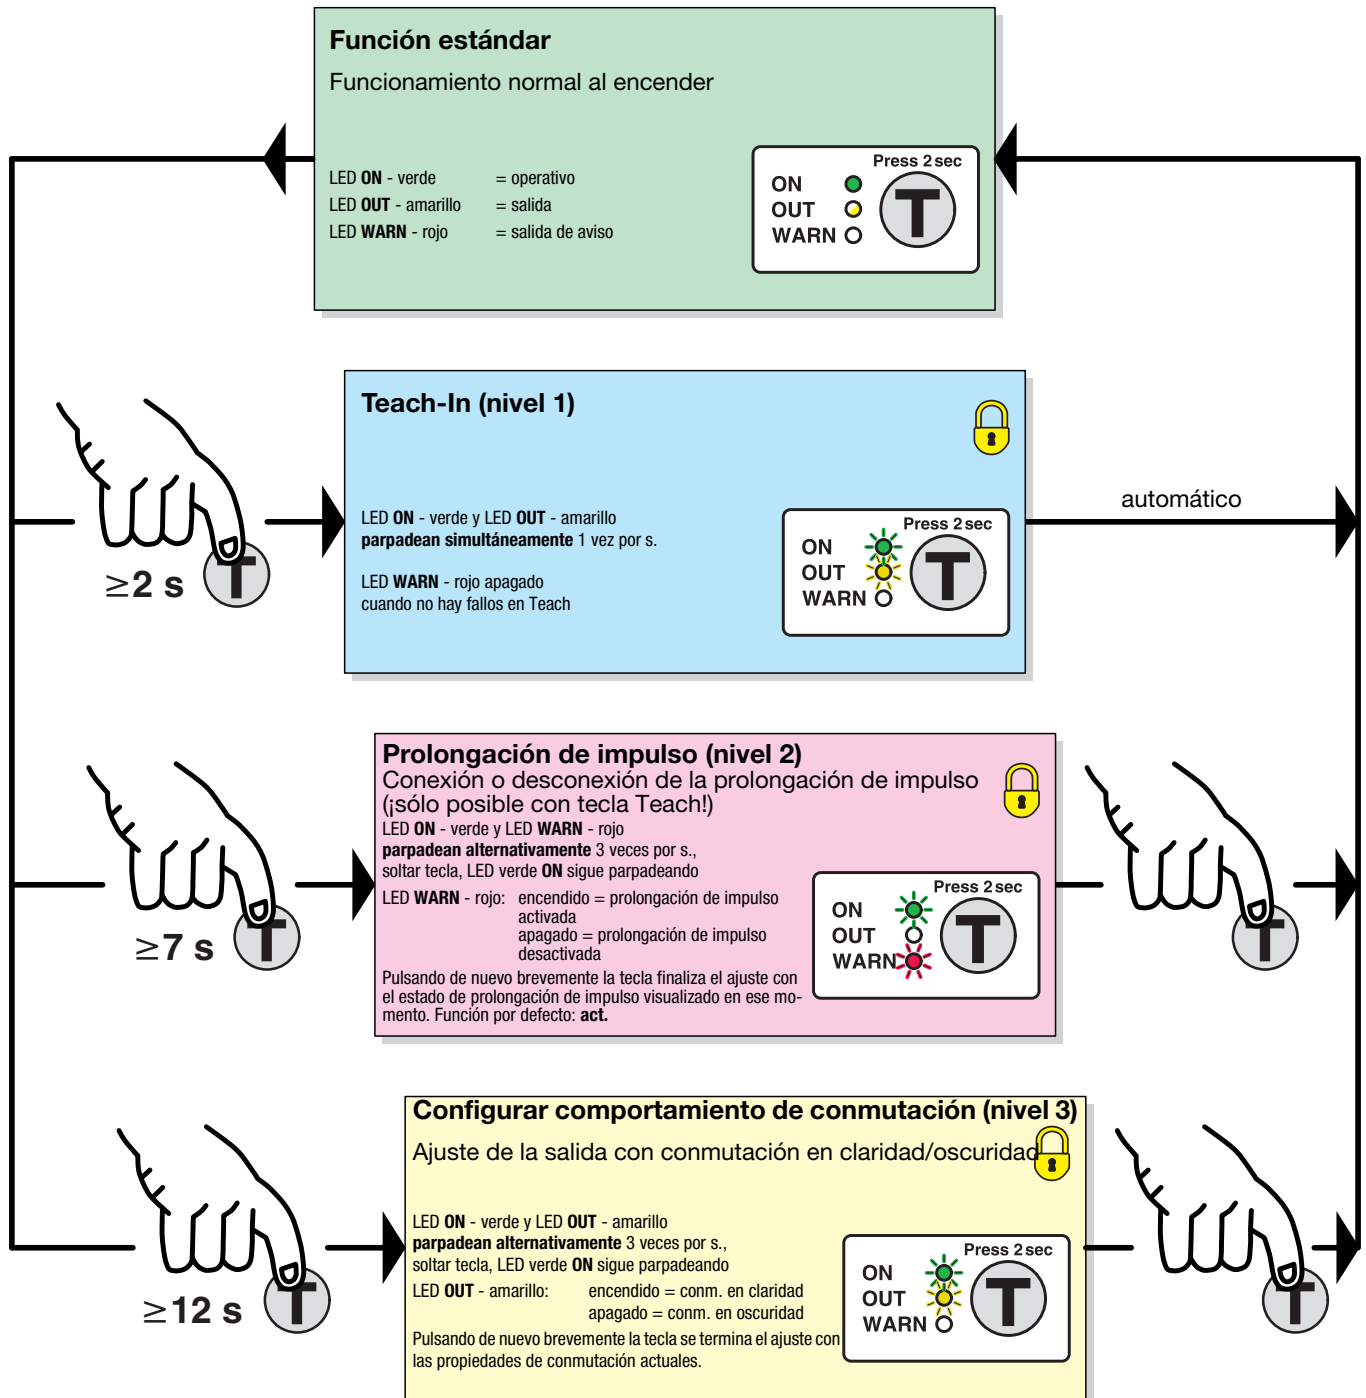 Función estándar
Funcionamiento normal al encender
LED ON - verde = operativo
LED OUT - amarillo = salida
LED WARN - rojo = salida de aviso
Press 2 sec
ON
OUT
WARN
T
Teach-In (nivel 1)
LED ON - verde y LED OUT - amarillo
parpadean simultáneamente 1 vez por s.
LED WARN - rojo apagado
cuando no hay fallos en Teach
Press 2 sec
ON
OUT
WARN
T
≥2 s
T
automático
Prolongación de impulso (nivel 2)
Conexión o desconexión de la prolongación de impulso
(¡sólo posible con tecla Teach!)
LED ON - verde y LED WARN - rojo
parpadean alternativamente 3 veces por s.,
soltar tecla, LED verde ON sigue parpadeando
LED WARN - rojo: encendido = prolongación de impulso
activada
apagado = prolongación de impulso
desactivada
Pulsando de nuevo brevemente la tecla finaliza el ajuste con
el estado de prolongación de impulso visualizado en ese mo-
mento. Función por defecto: act.
Press 2 sec
ON
OUT
WARN
T
≥7 s
T
T
Configurar comportamiento de conmutación (nivel 3)
Ajuste de la salida con conmutación en claridad/oscuridad
LED ON - verde y LED OUT - amarillo
parpadean alternativamente 3 veces por s.,
soltar tecla, LED verde ON sigue parpadeando
LED OUT - amarillo: encendido = conm. en claridad
apagado = conm. en oscuridad
Pulsando de nuevo brevemente la tecla se termina el ajuste con
las propiedades de conmutación actuales.
Press 2 sec
ON
OUT
WARN
T
≥12 s
T
T